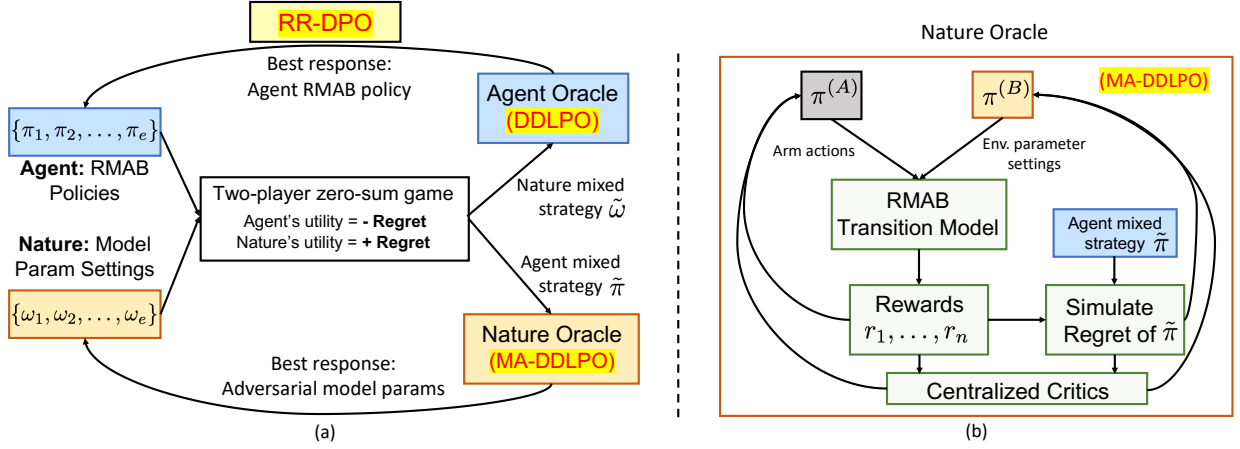 RR-DPO
Best response:
Agent RMAB policy
{π₁, π₂, . . . , πₑ}
Agent: RMAB
Policies
Nature: Model
Param Settings
{ω₁, ω₂, . . . , ωₑ}
Two-player zero-sum game
Agent's utility = - Regret
Nature's utility = + Regret
Agent Oracle
(DDLPO)
Nature mixed
strategy ω̃
Agent mixed
strategy π̃
Nature Oracle
(MA-DDLPO)
Best response:
Adversarial model params
(a)
Nature Oracle
(MA-DDLPO)
π⁽ᴬ⁾
π⁽ᴮ⁾
Arm actions
Env. parameter
settings
RMAB
Transition Model
Agent mixed
strategy π̃
Rewards
r₁, . . . , rₙ
Simulate
Regret of π̃
Centralized Critics
(b)